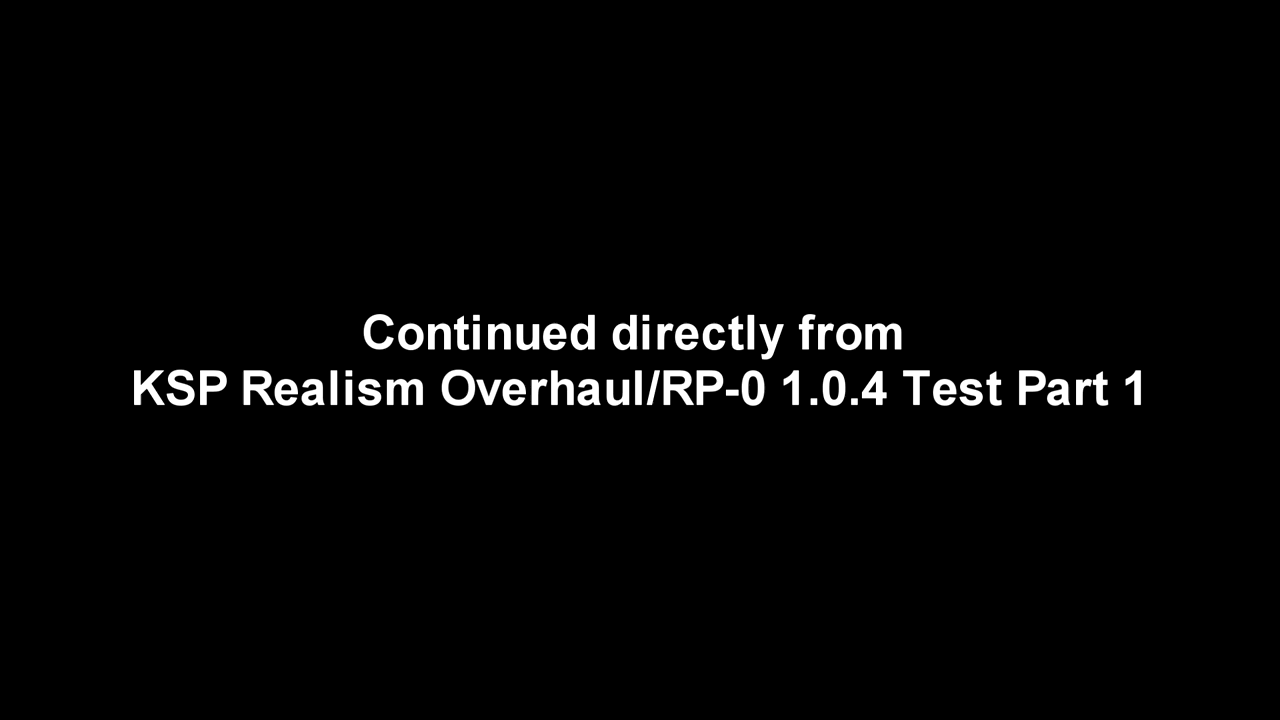 Continued directly from
KSP Realism Overhaul/RP-0 1.0.4 Test Part 1